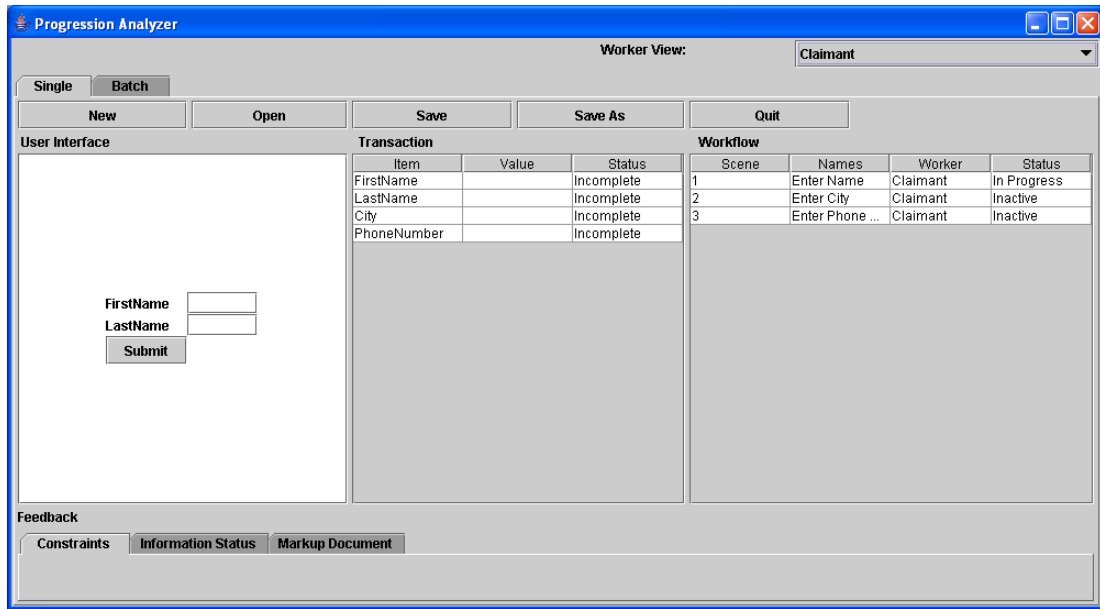 Progression Analyzer
Worker View: Claimant
Single Batch
New Open Save Save As Quit
User Interface Transaction Workflow
Item Value Status Scene Names Worker Status
FirstName Incomplete 1 Enter Name Claimant In Progress
LastName Incomplete 2 Enter City Claimant Inactive
City Incomplete 3 Enter Phone ... Claimant Inactive
PhoneNumber Incomplete
FirstName
LastName
Submit
Feedback
Constraints Information Status Markup Document